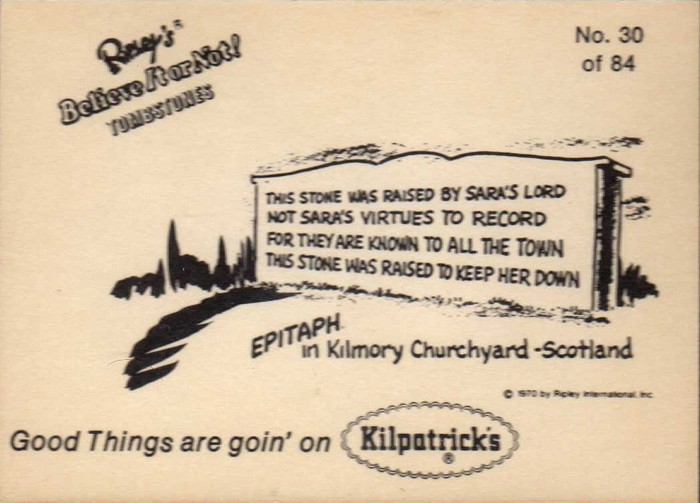 Ripley's®
Believe It or Not!
TOMBSTONES
No. 30
of 84
THIS STONE WAS RAISED BY SARA'S LORD
NOT SARA'S VIRTUES TO RECORD
FOR THEY ARE KNOWN TO ALL THE TOWN
THIS STONE WAS RAISED TO KEEP HER DOWN
EPITAPH
in Kilmory Churchyard - Scotland
© 1970 by Ripley International, Inc.
Good Things are goin' on Kilpatrick's®